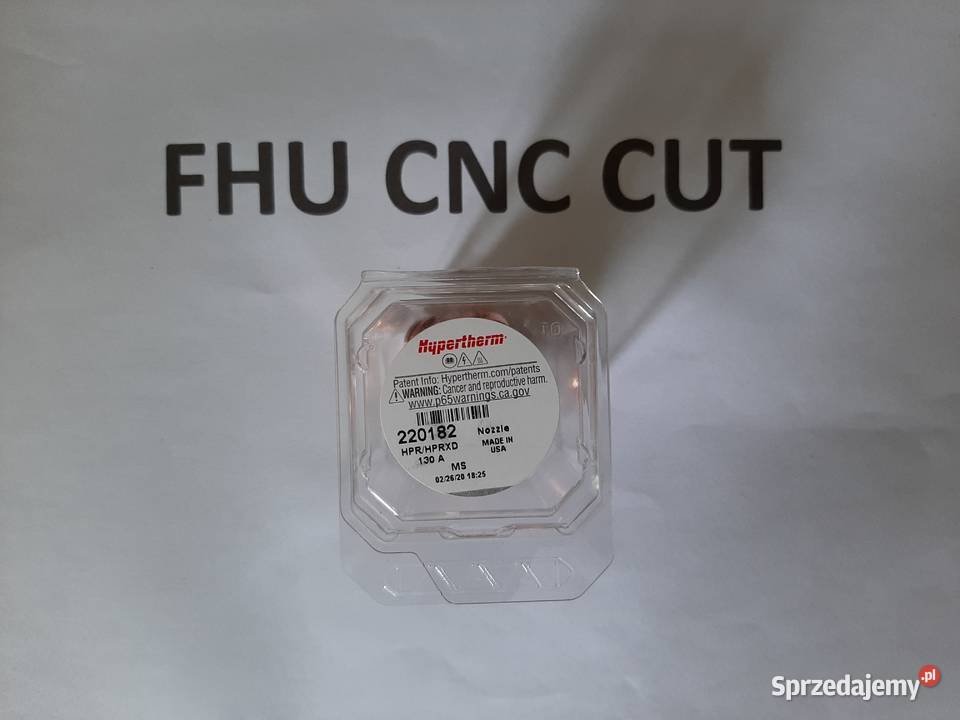 FHU CNC CUT
10
Hypertherm
Patent Info: Hypertherm.com/patents
WARNING: Cancer and reproductive harm.
www.p65warnings.ca.gov
220182 Nozzle
HPR/HPRXD MADE IN
130 A USA
MS
02/26/20 18:25
Sprzedajemy.pl